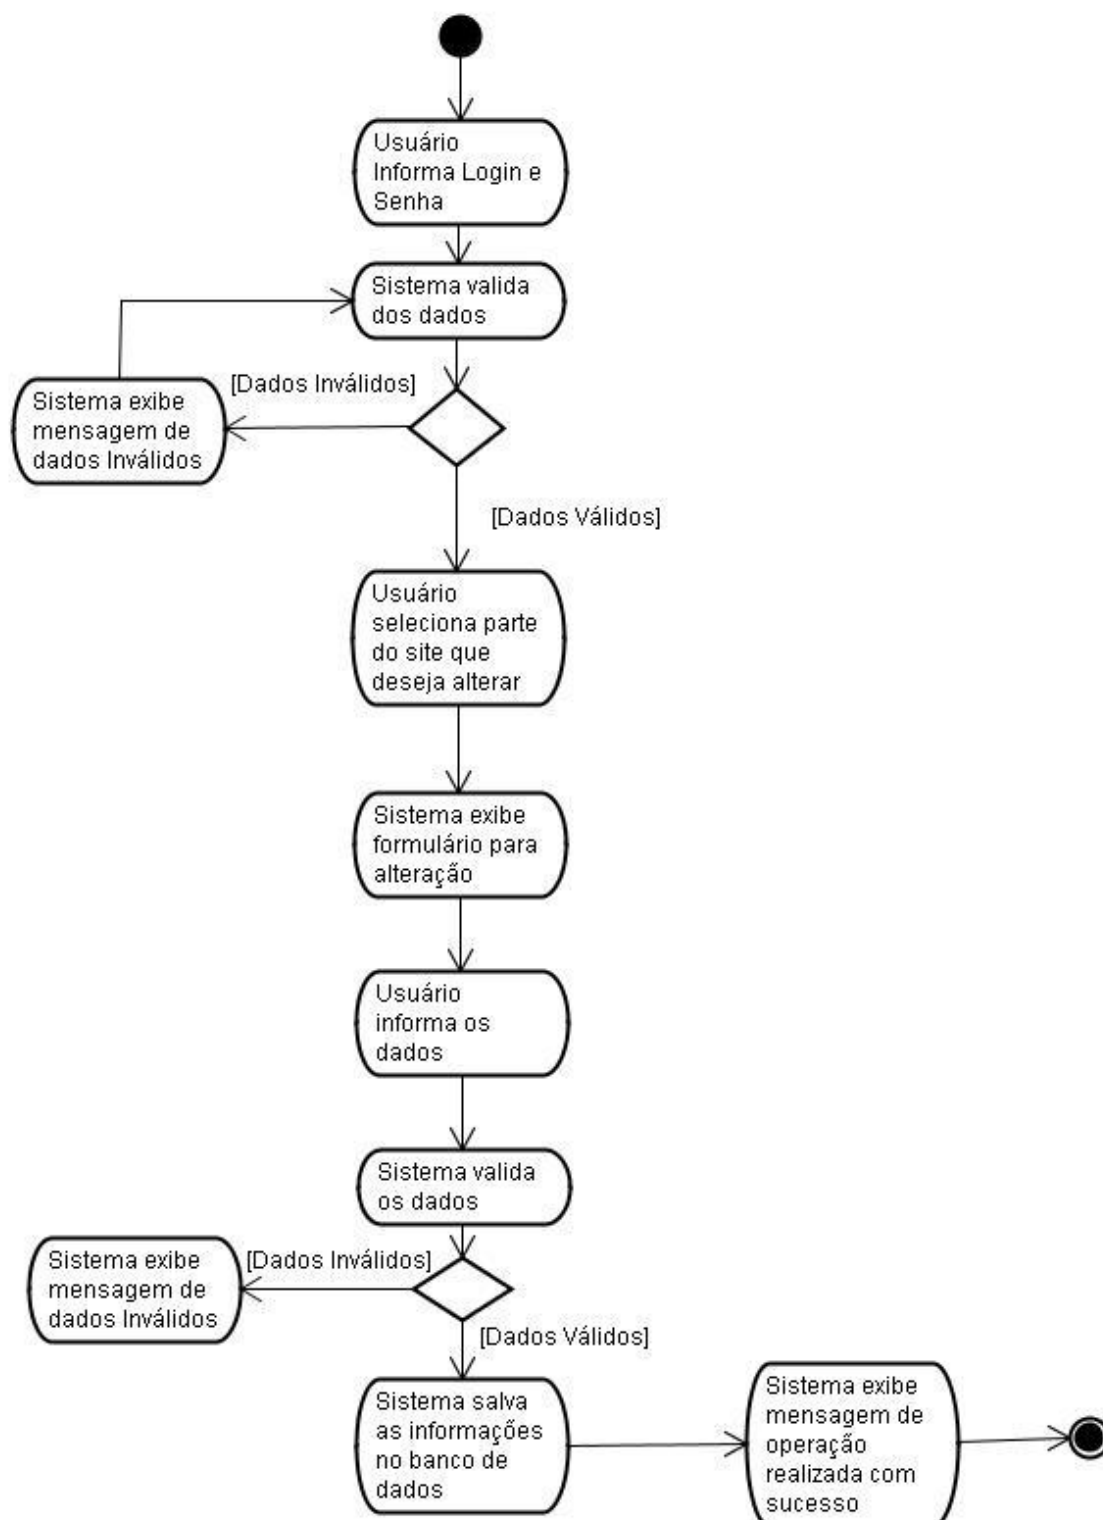 Usuário
Informa Login e
Senha
Sistema valida
dos dados
[Dados Inválidos]
Sistema exibe
mensagem de
dados Inválidos
[Dados Válidos]
Usuário
seleciona parte
do site que
deseja alterar
Sistema exibe
formulário para
alteração
Usuário
informa os
dados
Sistema valida
os dados
[Dados Inválidos]
Sistema exibe
mensagem de
dados Inválidos
[Dados Válidos]
Sistema salva
as informações
no banco de
dados
Sistema exibe
mensagem de
operação
realizada com
sucesso